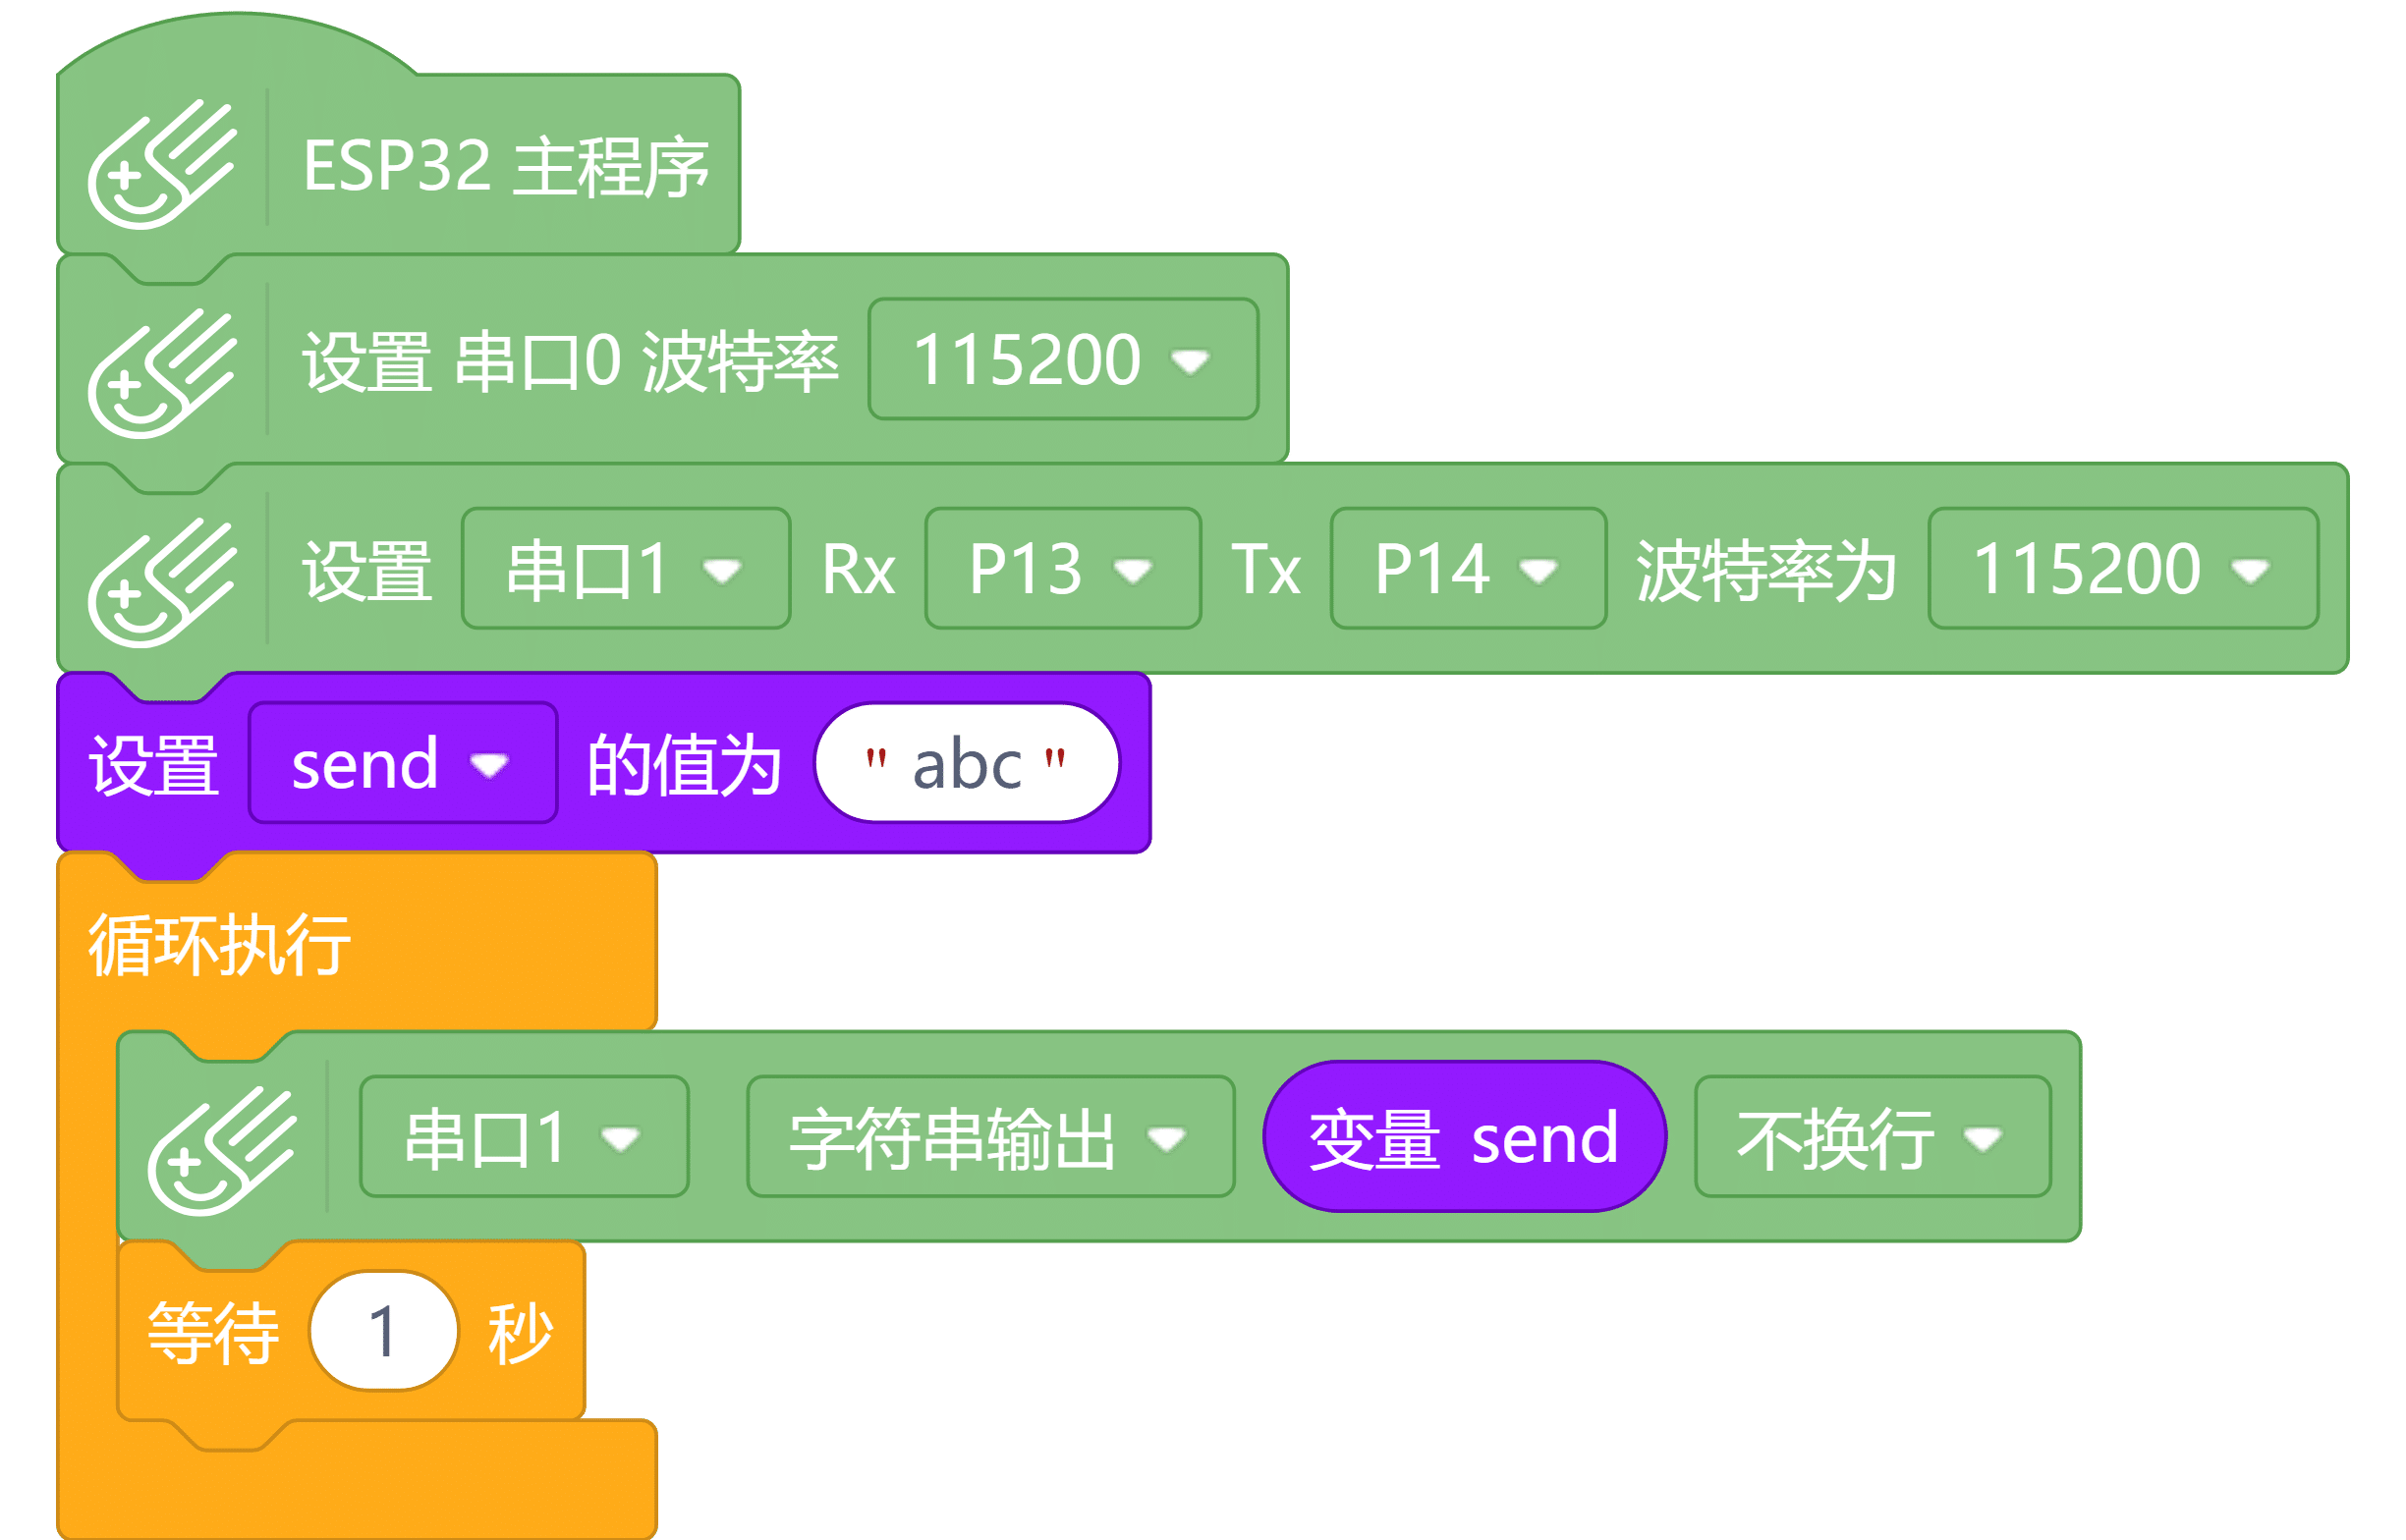 ESP32 主程序
设置 串口0 波特率 115200
设置 串口1 Rx P13 Tx P14 波特率为 115200
设置 send 的值为 " abc "
循环执行
串口1 字符串输出 变量 send 不换行
等待 1 秒